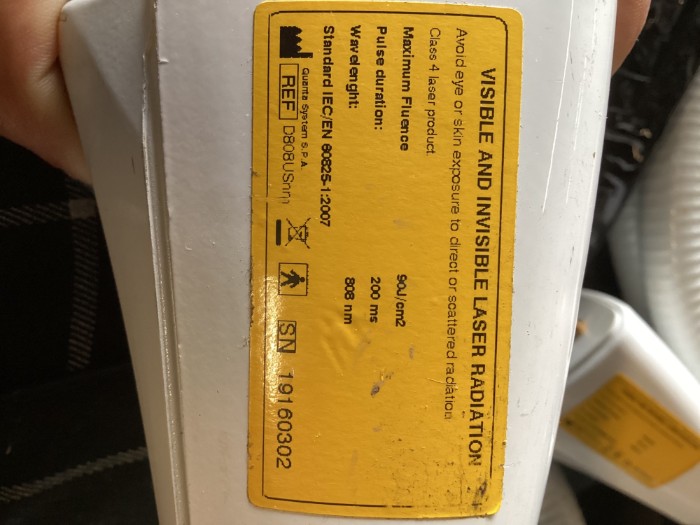 VISIBLE AND INVISIBLE LASER RADIATION
Avoid eye or skin exposure to direct or scattered radiation
Class 4 laser product.
Maximum Fluence 90J/cm2
Pulse duration: 200 ms
Wavelenght: 808 nm
Standard IEC/EN 60825-1:2007
Quanta System S.P.A.
REF D808USnm SN 19160302